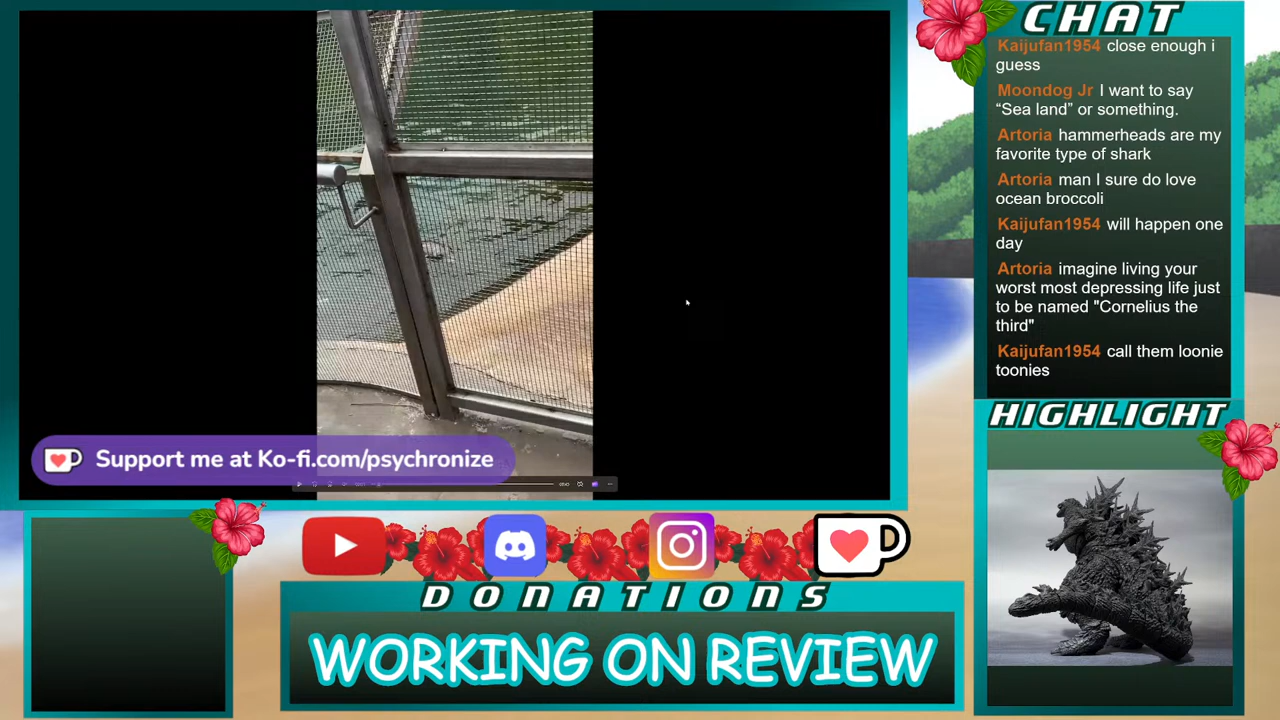 CHAT
Kaijufan1954 close enough i
guess
Moondog Jr I want to say
“Sea land” or something.
Artoria hammerheads are my
favorite type of shark
Artoria man I sure do love
ocean broccoli
Kaijufan1954 will happen one
day
Artoria imagine living your
worst most depressing life just
to be named "Cornelius the
third"
Kaijufan1954 call them loonie
toonies
HIGHLIGHT
Support me at Ko-fi.com/psychronize
DONATIONS
WORKING ON REVIEW